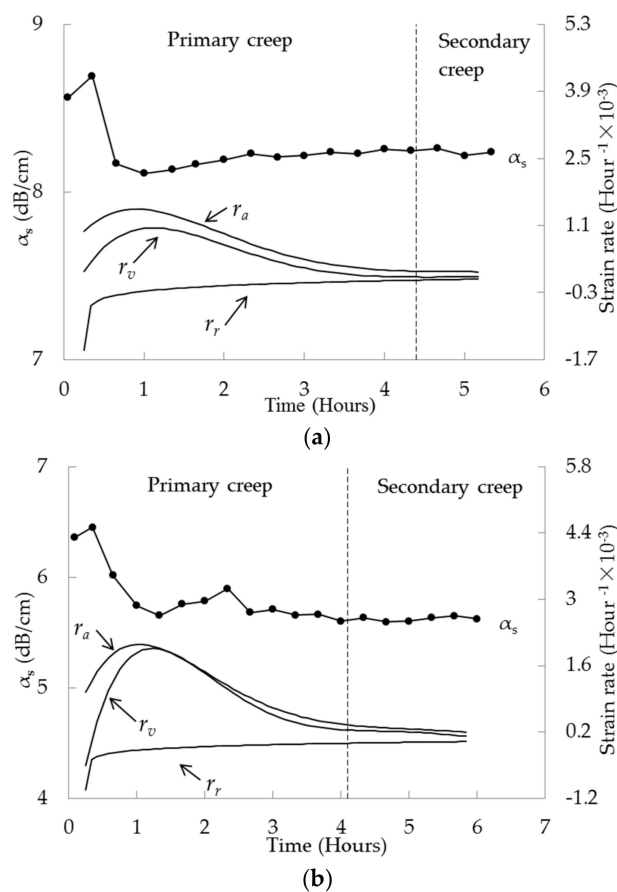 9
5.3
Primary creep
Secondary
creep
3.9
2.5
αs
8
αs (dB/cm)
ra
1.1
rv
Strain rate (Hour -1×10-3)
-0.3
rr
7
-1.7
0 1 2 3 4 5 6
Time (Hours)
(a)
7
5.8
Primary creep
Secondary creep
4.4
6
3
αs
αs (dB/cm)
ra
1.6
5
Strain rate (Hour -1×10-3)
rv
0.2
rr
4
-1.2
0 1 2 3 4 5 6 7
Time (Hours)
(b)